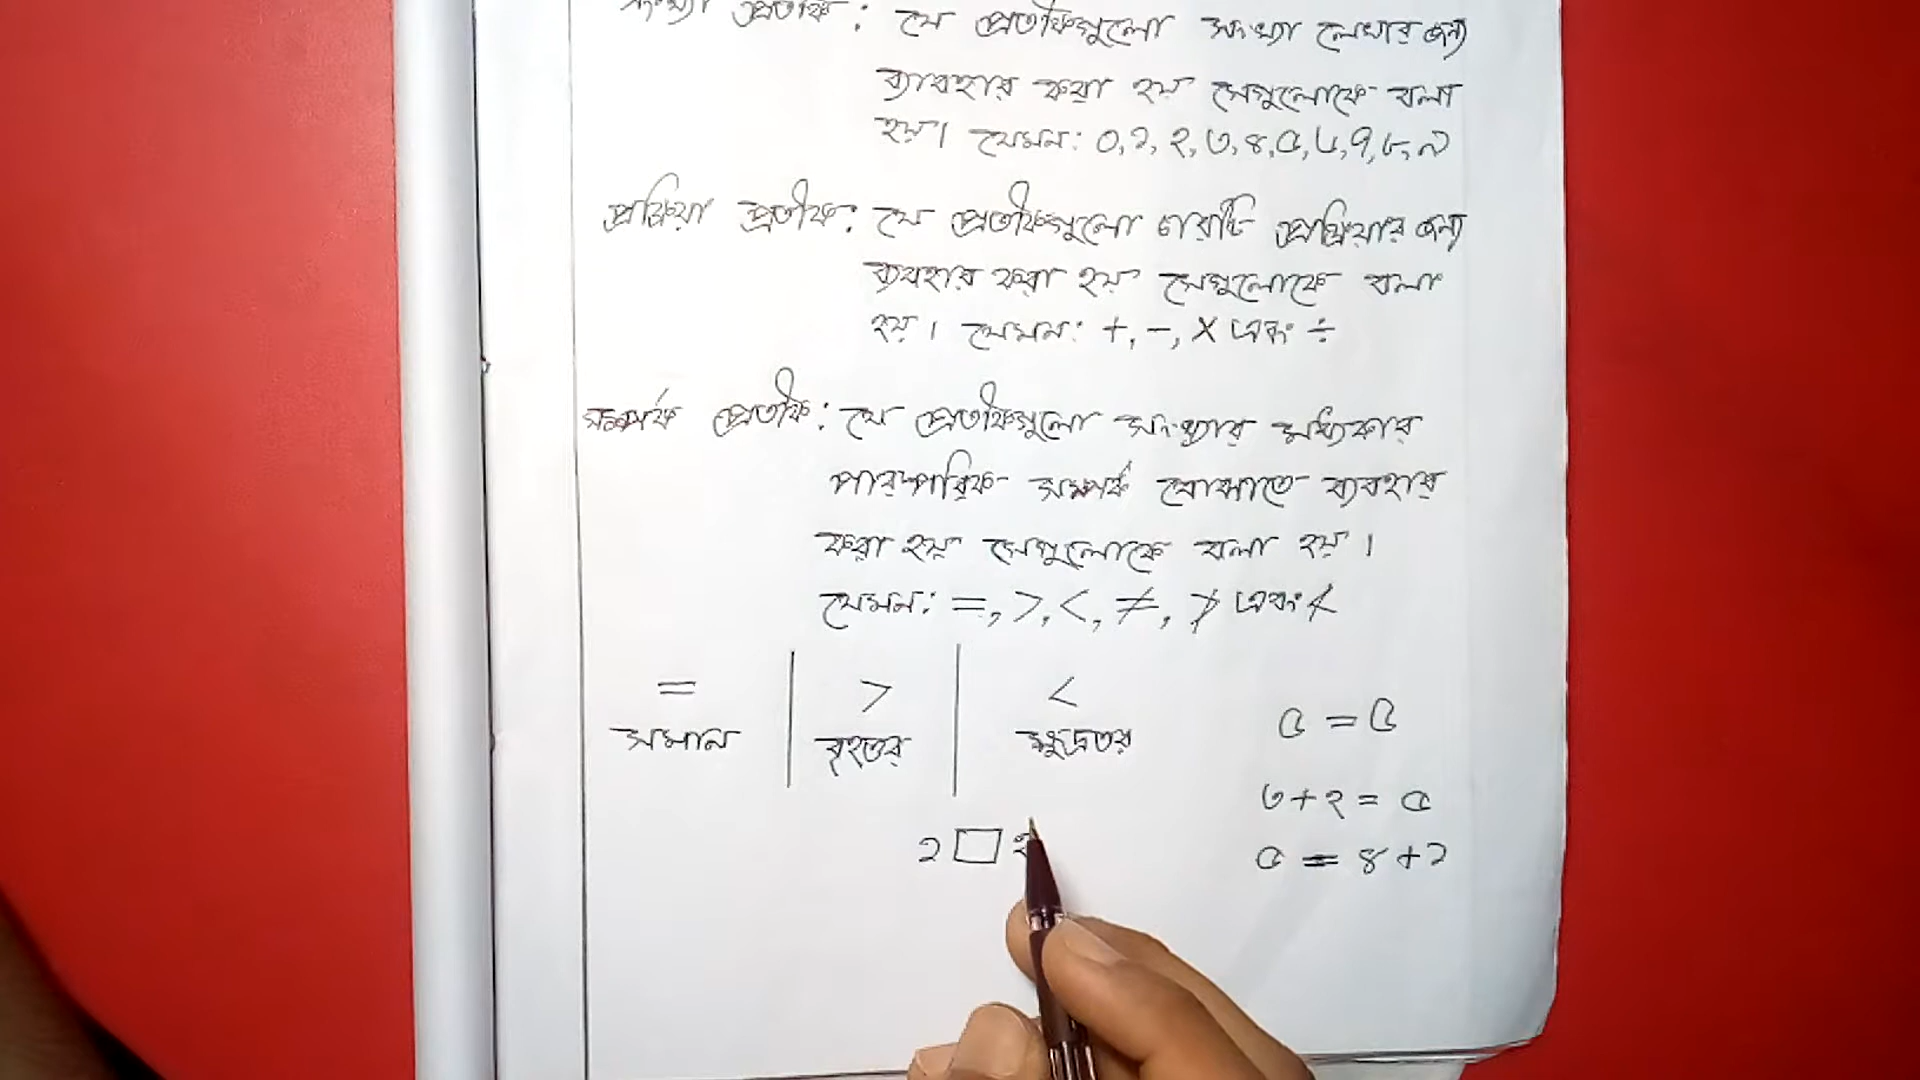 সংখ্যা প্রতীক: যে প্রতীকগুলো সংখ্যা লেখার জন্য
ব্যাবহার করা হয় সেগুলোকে বলা
হয়। যেমন: ০,১,২,৩,৪,৫,৬,৭,৮,৯
প্রক্রিয়া প্রতীক: যে প্রতীকগুলো চারটি প্রক্রিয়ার জন্য
ব্যবহার করা হয় সেগুলোকে বলা
হয়। যেমন: +, −, × এবং ÷
সম্পর্ক প্রতীক: যে প্রতীকগুলো সংখ্যার মধ্যকার
পারস্পারিক সম্পর্ক বোঝাতে ব্যবহার
করা হয় সেগুলোকে বলা হয়।
যেমন: =, >, <, ≠, ≯ এবং ≮
= | > | <
সমান | বৃহত্তর | ক্ষুদ্রতর
৫ = ৫
৩+২ = ৫
১ □ ২
৫ = ৪+১